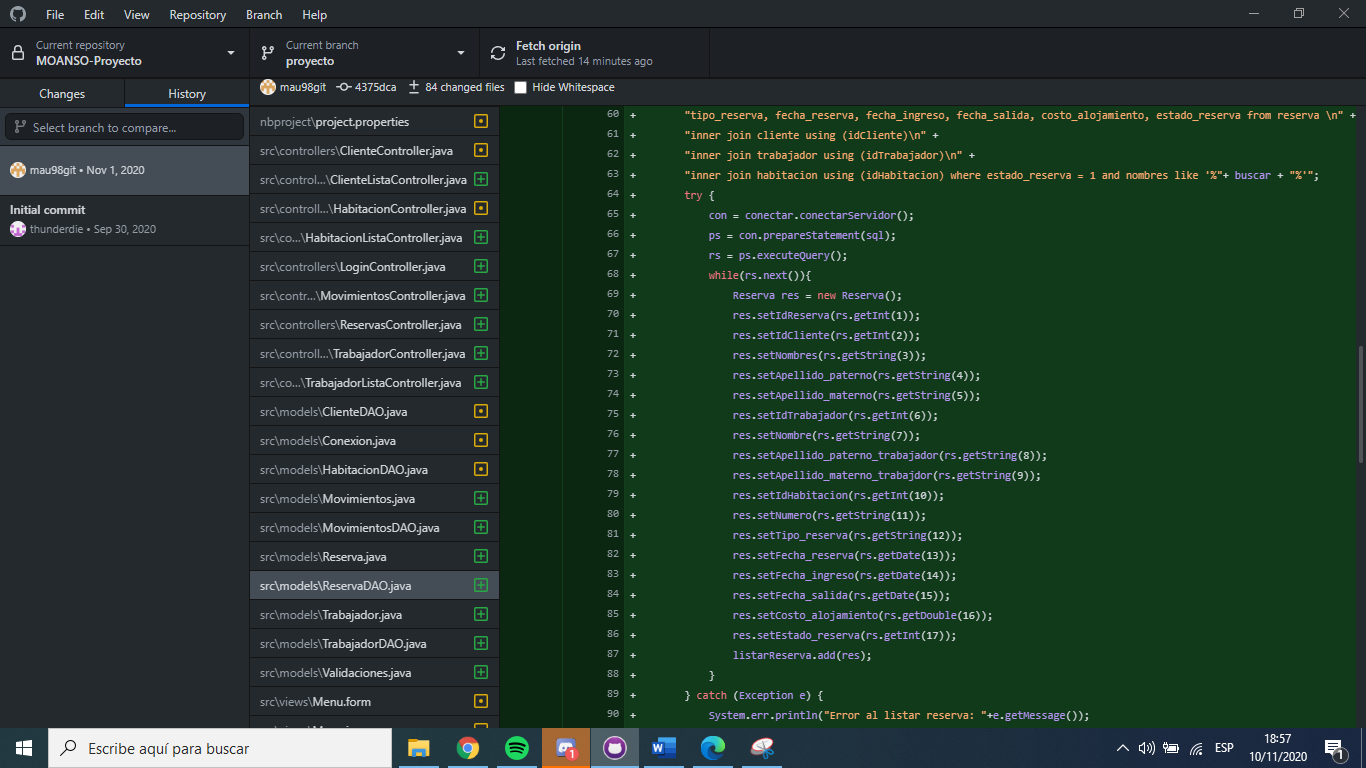 File Edit View Repository Branch Help
Current repository
MOANSO-Proyecto
Current branch
proyecto
Fetch origin
Last fetched 14 minutes ago
Changes
History
Select branch to compare...
mau98git • Nov 1, 2020
Initial commit
thunderdie • Sep 30, 2020
mau98git 4375dca 84 changed files Hide Whitespace
nbproject\project.properties
src\controllers\ClienteController.java
src\control...\ClienteListaController.java
src\controll...\HabitacionController.java
src\co...\HabitacionListaController.java
src\controllers\LoginController.java
src\contr...\MovimientosController.java
src\controllers\ReservasController.java
src\controll...\TrabajadorController.java
src\co...\TrabajadorListaController.java
src\models\ClienteDAO.java
src\models\Conexion.java
src\models\HabitacionDAO.java
src\models\Movimientos.java
src\models\MovimientosDAO.java
src\models\Reserva.java
src\models\ReservaDAO.java
src\models\Trabajador.java
src\models\TrabajadorDAO.java
src\models\Validaciones.java
src\views\Menu.form
60 + "tipo_reserva, fecha_reserva, fecha_ingreso, fecha_salida, costo_alojamiento, estado_reserva from reserva \n" +
61 + "inner join cliente using (idCliente)\n" +
62 + "inner join trabajador using (idTrabajador)\n" +
63 + "inner join habitacion using (idHabitacion) where estado_reserva = 1 and nombres like '%"+ buscar + "%'";
64 + try {
65 + con = conectar.conectarServidor();
66 + ps = con.prepareStatement(sql);
67 + rs = ps.executeQuery();
68 + while(rs.next()){
69 + Reserva res = new Reserva();
70 + res.setIdReserva(rs.getInt(1));
71 + res.setIdCliente(rs.getInt(2));
72 + res.setNombres(rs.getString(3));
73 + res.setApellido_paterno(rs.getString(4));
74 + res.setApellido_materno(rs.getString(5));
75 + res.setIdTrabajador(rs.getInt(6));
76 + res.setNombre(rs.getString(7));
77 + res.setApellido_paterno_trabajador(rs.getString(8));
78 + res.setApellido_materno_trabajdor(rs.getString(9));
79 + res.setIdHabitacion(rs.getInt(10));
80 + res.setNumero(rs.getString(11));
81 + res.setTipo_reserva(rs.getString(12));
82 + res.setFecha_reserva(rs.getDate(13));
83 + res.setFecha_ingreso(rs.getDate(14));
84 + res.setFecha_salida(rs.getDate(15));
85 + res.setCosto_alojamiento(rs.getDouble(16));
86 + res.setEstado_reserva(rs.getInt(17));
87 + listarReserva.add(res);
88 + }
89 + } catch (Exception e) {
90 + System.err.println("Error al listar reserva: "+e.getMessage());
Escribe aquí para buscar
1
ESP
18:57
10/11/2020
1